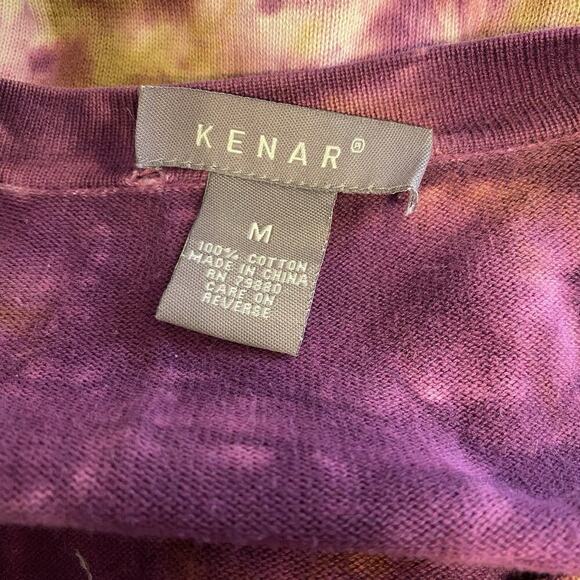 KENAR®
M
100% COTTON
MADE IN CHINA
RN 79880
CARE ON
REVERSE